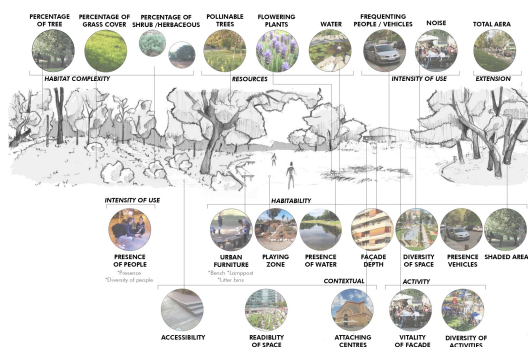 PERCENTAGE
OF TREE
PERCENTAGE OF
GRASS COVER
PERCENTAGE OF
SHRUB /HERBACEOUS
POLLINABLE
TREES
FLOWERING
PLANTS
WATER
FREQUENTING
PEOPLE / VEHICLES
NOISE
TOTAL AERA
HABITAT COMPLEXITY
RESOURCES
INTENSITY OF USE
EXTENSION
INTENSITY OF USE
HABITABILITY
PRESENCE
OF PEOPLE
*Presence
*Diversity of people
URBAN
FURNITURE
*Bench *Lamppost
*Litter bins
PLAYING
ZONE
PRESENCE
OF WATER
FAÇADE
DEPTH
DIVERSITY
OF SPACE
PRESENCE
VEHICLES
SHADED AREA
CONTEXTUAL
ACTIVITY
ACCESSIBILITY
READIBLITY
OF SPACE
ATTACHING
CENTRES
VITALITY
OF FACADE
DIVERSITY OF
ACTIVITIES